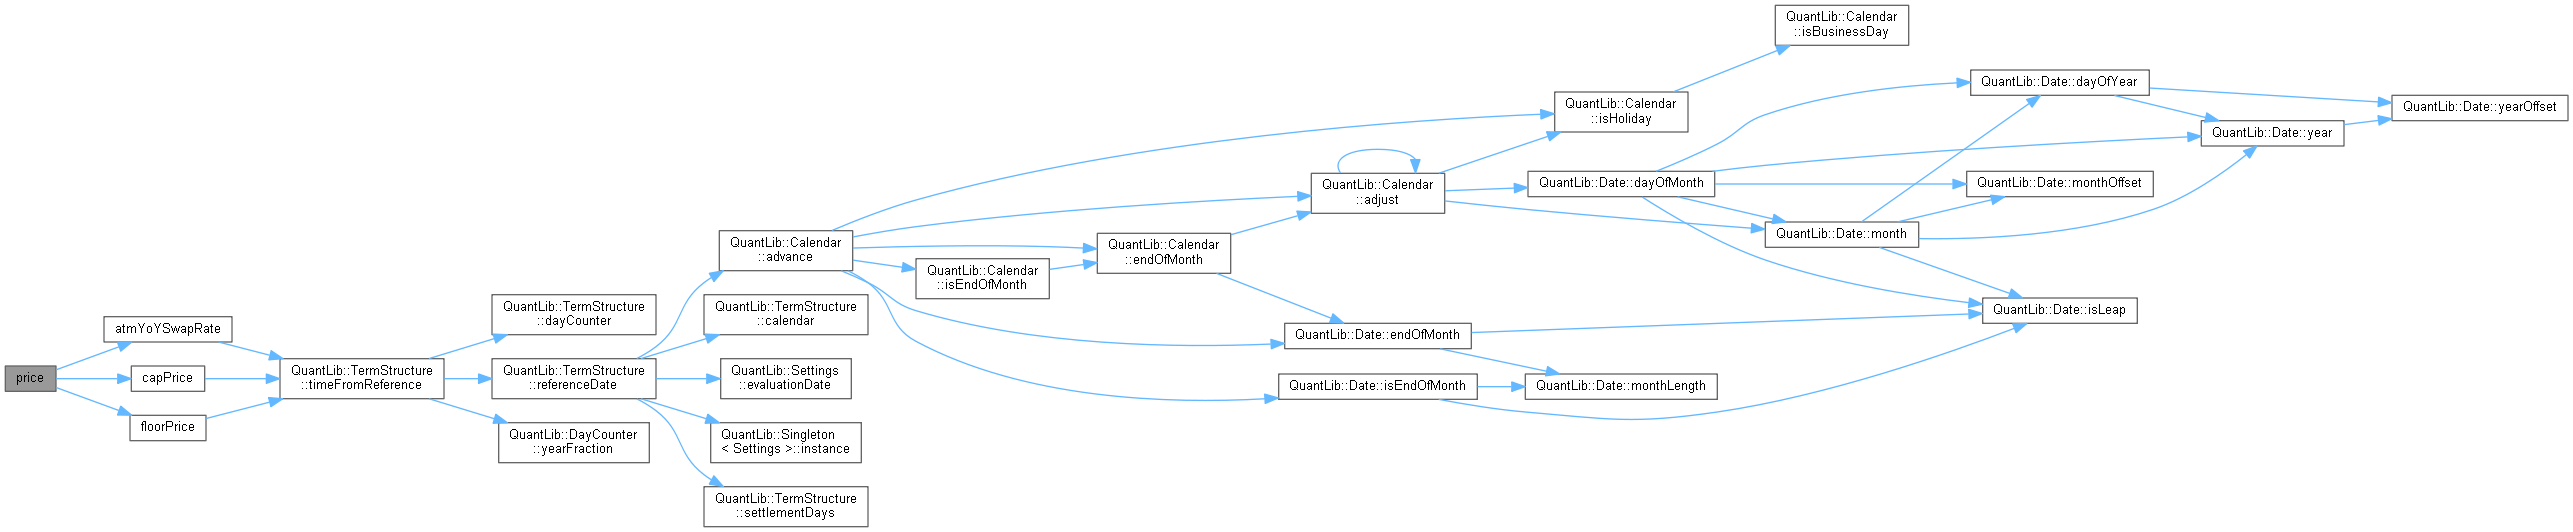 price
atmYoYSwapRate
capPrice
floorPrice
QuantLib::TermStructure
::timeFromReference
QuantLib::TermStructure
::dayCounter
QuantLib::TermStructure
::referenceDate
QuantLib::DayCounter
::yearFraction
QuantLib::Calendar
::advance
QuantLib::TermStructure
::calendar
QuantLib::Settings
::evaluationDate
QuantLib::Singleton
< Settings >::instance
QuantLib::TermStructure
::settlementDays
QuantLib::Calendar
::isEndOfMonth
QuantLib::Calendar
::endOfMonth
QuantLib::Calendar
::adjust
QuantLib::Date::endOfMonth
QuantLib::Date::isEndOfMonth
QuantLib::Calendar
::isHoliday
QuantLib::Date::dayOfMonth
QuantLib::Date::monthLength
QuantLib::Calendar
::isBusinessDay
QuantLib::Date::month
QuantLib::Date::dayOfYear
QuantLib::Date::monthOffset
QuantLib::Date::isLeap
QuantLib::Date::year
QuantLib::Date::yearOffset